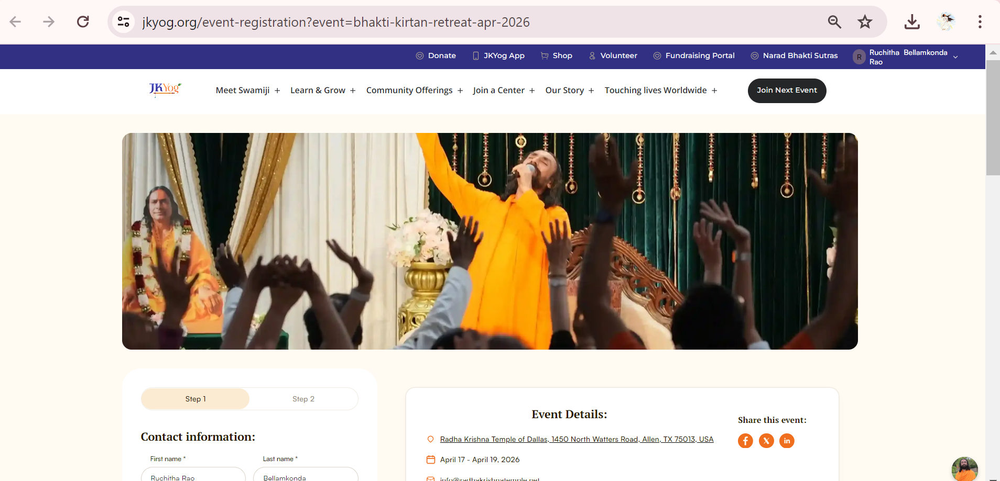 jkyog.org/event-registration?event=bhakti-kirtan-retreat-apr-2026
Donate
JKYog App
Shop
Volunteer
Fundraising Portal
Narad Bhakti Sutras
R
Ruchitha Bellamkonda
Rao
JKYog
Meet Swamiji +
Learn & Grow +
Community Offerings +
Join a Center +
Our Story +
Touching lives Worldwide +
Join Next Event
Step 1
Step 2
Contact information:
First name *
Last name *
Ruchitha Rao
Bellamkonda
Event Details:
Radha Krishna Temple of Dallas, 1450 North Watters Road, Allen, TX 75013, USA
April 17 - April 19, 2026
info@radhakrishnatemple.net
Share this event: